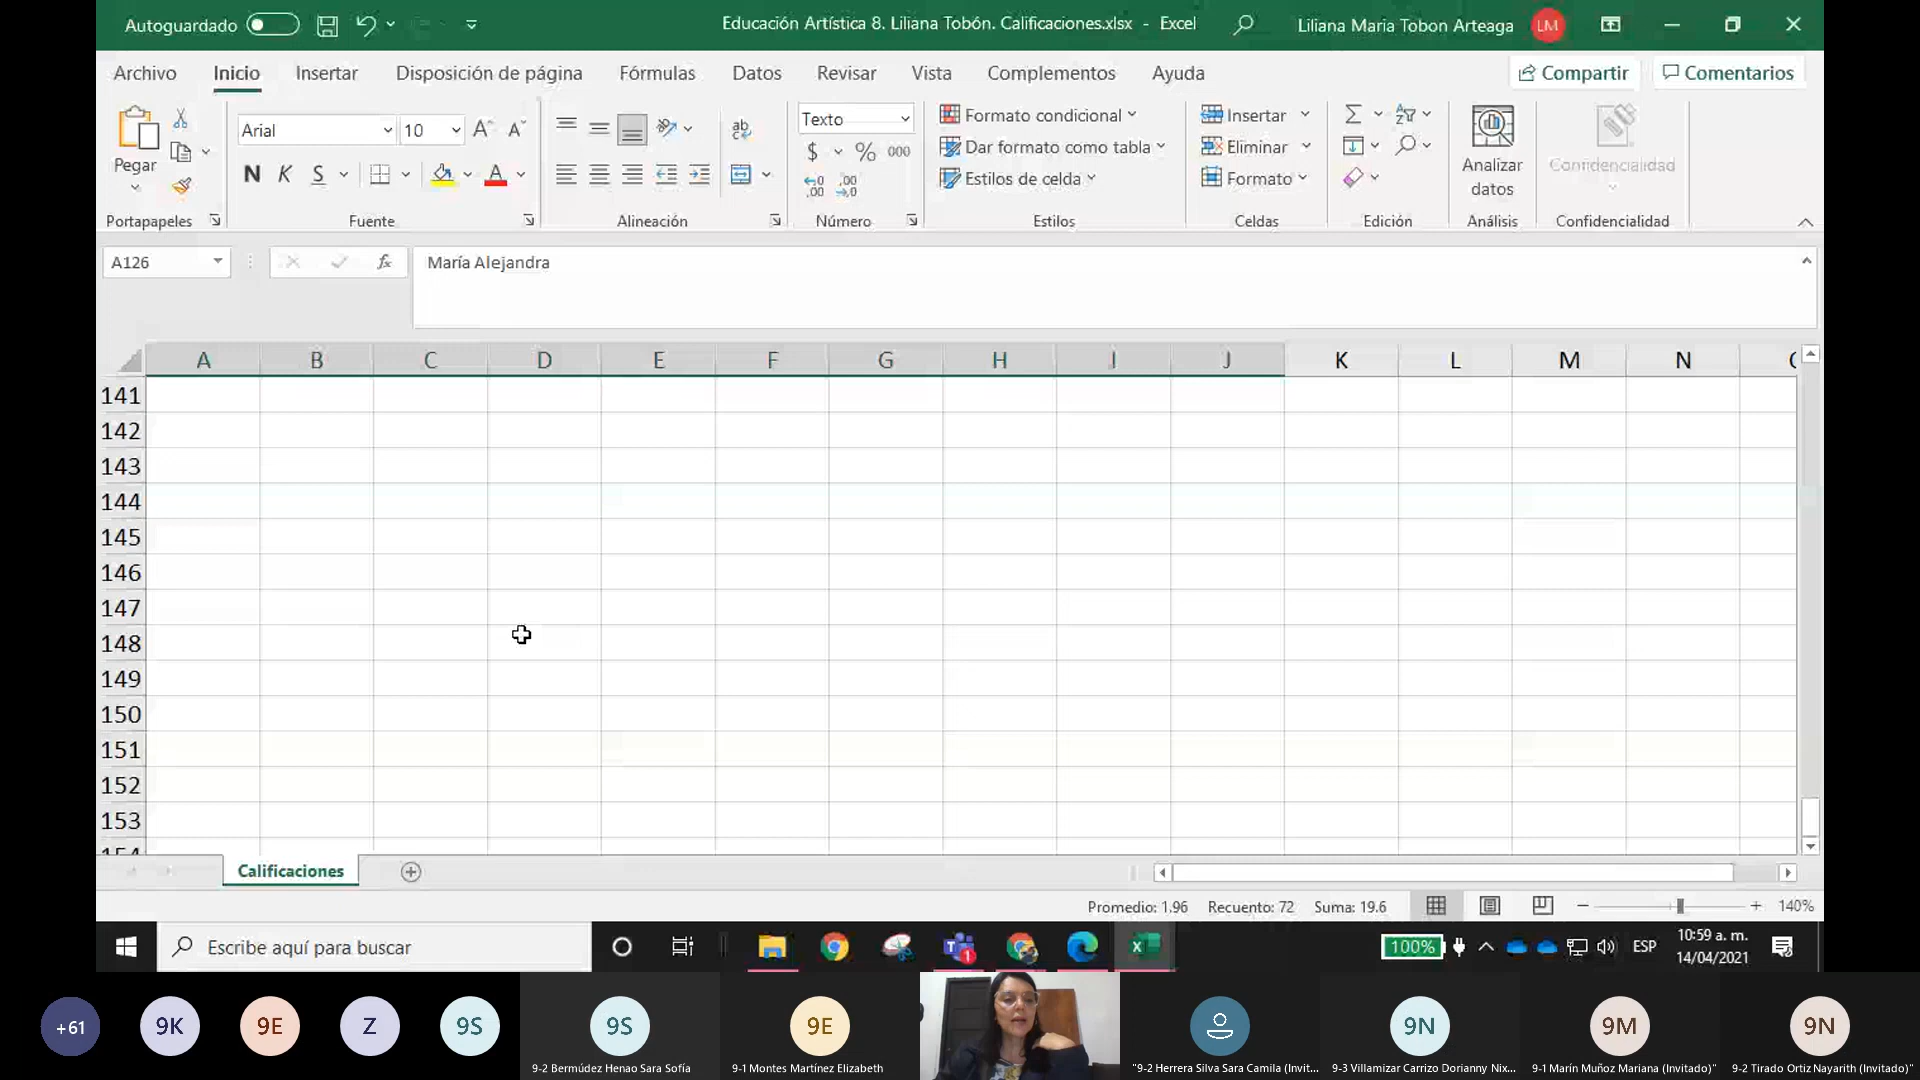 Autoguardado
Educación Artística 8. Liliana Tobón. Calificaciones.xlsx - Excel
Liliana Maria Tobon Arteaga LM
Archivo Inicio Insertar Disposición de página Fórmulas Datos Revisar Vista Complementos Ayuda Compartir Comentarios
Pegar
Arial 10
N K S
ab
Texto
$ % 000
Formato condicional
Dar formato como tabla
Estilos de celda
Insertar
Eliminar
Formato
Analizar datos
Confidencialidad
Portapapeles Fuente Alineación Número Estilos Celdas Edición Análisis Confidencialidad
A126 fx María Alejandra
A B C D E F G H I J K L M N
141
142
143
144
145
146
147
148
149
150
151
152
153
154
Calificaciones
Promedio: 1.96 Recuento: 72 Suma: 19.6 140%
Escribe aquí para buscar
100% ESP 10:59 a. m.
14/04/2021
+61 9K 9E Z 9S 9S 9E 9N 9M 9N
9-2 Bermúdez Henao Sara Sofía
9-1 Montes Martínez Elizabeth
"9-2 Herrera Silva Sara Camila (Invit...
9-3 Villamizar Carrizo Dorianny Nix...
9-1 Marín Muñoz Mariana (Invitado)"
"9-2 Tirado Ortiz Nayarith (Invitado)"